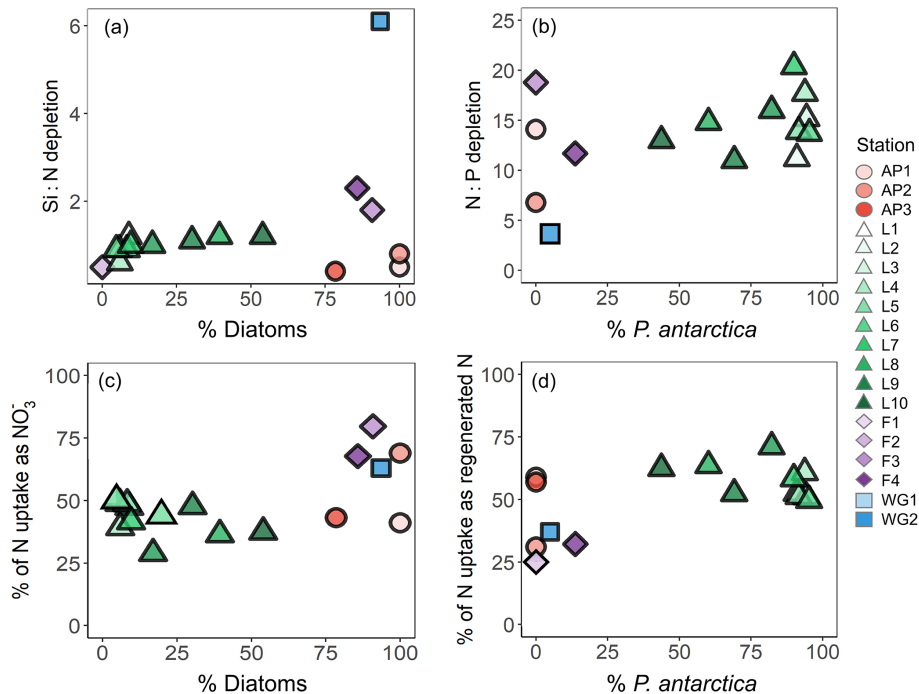 (a)
Si : N depletion
6
4
2
0
25
50
75
100
% Diatoms
(b)
N : P depletion
25
20
15
10
5
0
0
25
50
75
100
% P. antarctica
(c)
% of N uptake as NO₃⁻
100
75
50
25
0
0
25
50
75
100
% Diatoms
(d)
% of N uptake as regenerated N
100
75
50
25
0
0
25
50
75
100
% P. antarctica
Station
AP1
AP2
AP3
L1
L2
L3
L4
L5
L6
L7
L8
L9
L10
F1
F2
F3
F4
WG1
WG2